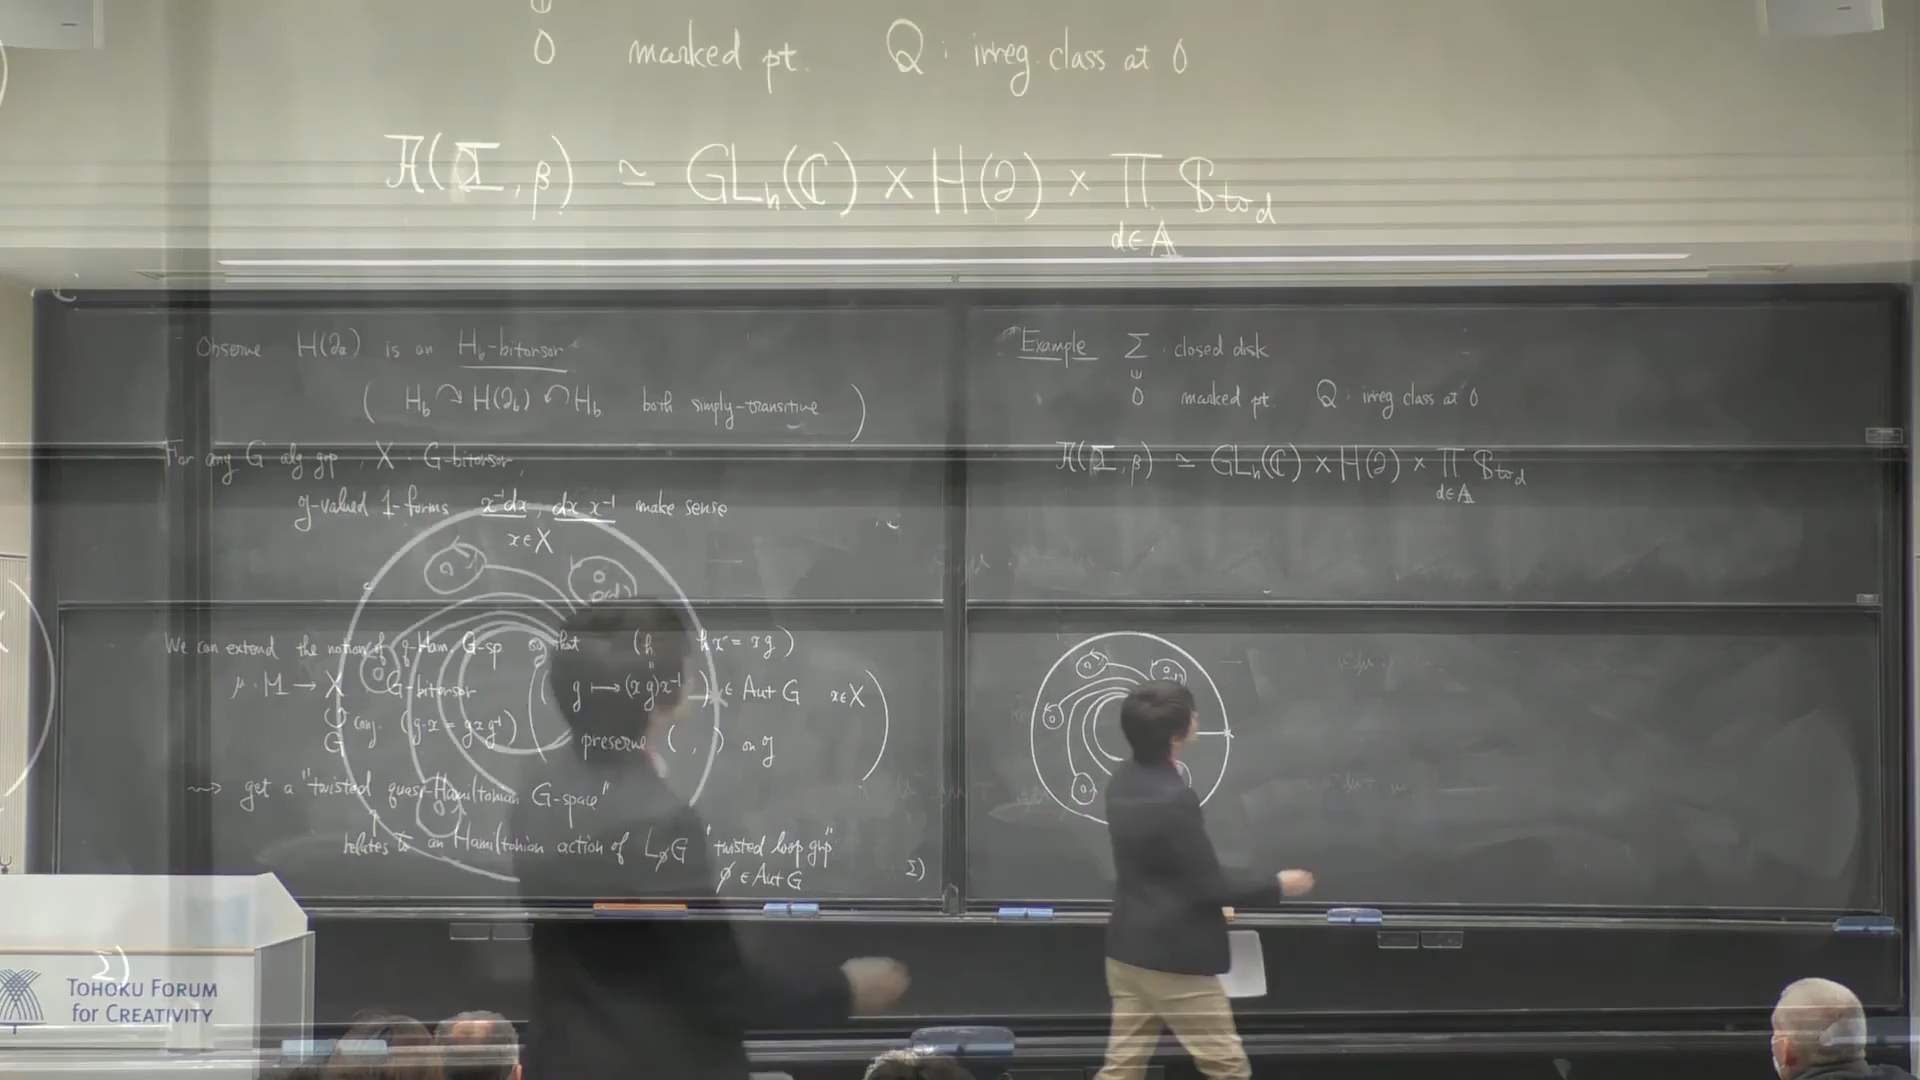 0 marked pt. Q : irreg. class at 0
A(Σ, β) ≃ GLn(ℂ) × H(∂) × ∏ Sto_d
d∈𝔸
Observe H(∂a) is an H_b-bitorsor
( H_b ↷ H(∂b) ↶ H_b both simply-transitive )
For any G alg grp, X : G-bitorsor,
g-valued 1-forms x⁻¹dx, dx x⁻¹ make sense
x∈X
We can extend the notion of q-Ham. G-sp so that (h hx = xg)
μ : M → X G-bitorsor ( g ↦ (xg)x⁻¹ ) ∈ Aut G x∈X
G conj. (g·x = gxg⁻¹) preserve ( , ) on g
⇝ get a "twisted quasi-Hamiltonian G-space"
relates to an Hamiltonian action of L_φG "twisted loop grp"
φ ∈ Aut G
Σ)
Example Σ : closed disk
0 marked pt. Q : irreg class at 0
A(Σ, β) ≃ GLn(ℂ) × H(∂) × ∏ Sto_d
d∈𝔸
Σ)
TOHOKU FORUM
for CREATIVITY